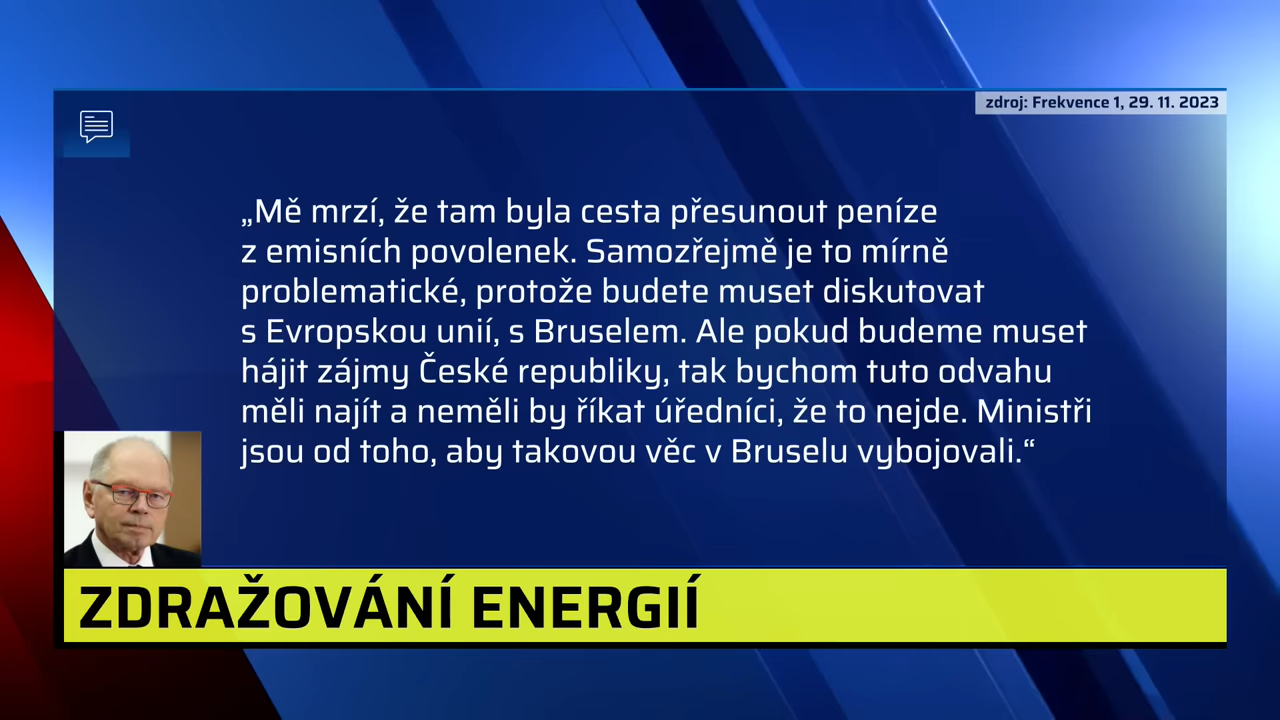 zdroj: Frekvence 1, 29. 11. 2023
„Mě mrzí, že tam byla cesta přesunout peníze
z emisních povolenek. Samozřejmě je to mírně
problematické, protože budete muset diskutovat
s Evropskou unií, s Bruselem. Ale pokud budeme muset
hájit zájmy České republiky, tak bychom tuto odvahu
měli najít a neměli by říkat úředníci, že to nejde. Ministři
jsou od toho, aby takovou věc v Bruselu vybojovali.“
ZDRAŽOVÁNÍ ENERGIÍ